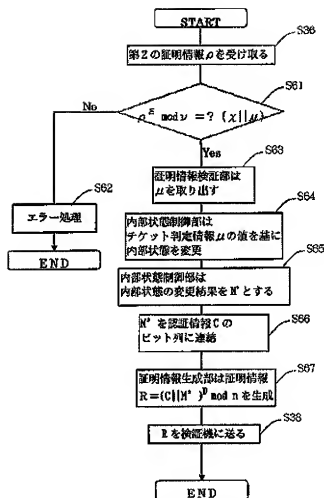 START
S36
第2の証明情報ρを受け取る
S61
No
ρ^ε mod ν = ? (χ||μ)
Yes
S63
証明情報検証部は
μを取り出す
S62
エラー処理
END
S64
内部状態制御部は
チケット判定情報μの値を基に
内部状態を変更
S65
内部状態制御部は
内部状態の変更結果をM'とする
S66
M'を認証情報Cの
ビット列に連結
S67
証明情報生成部は証明情報
R=(C||M')^D mod n を生成
S38
Rを検証機に送る
END